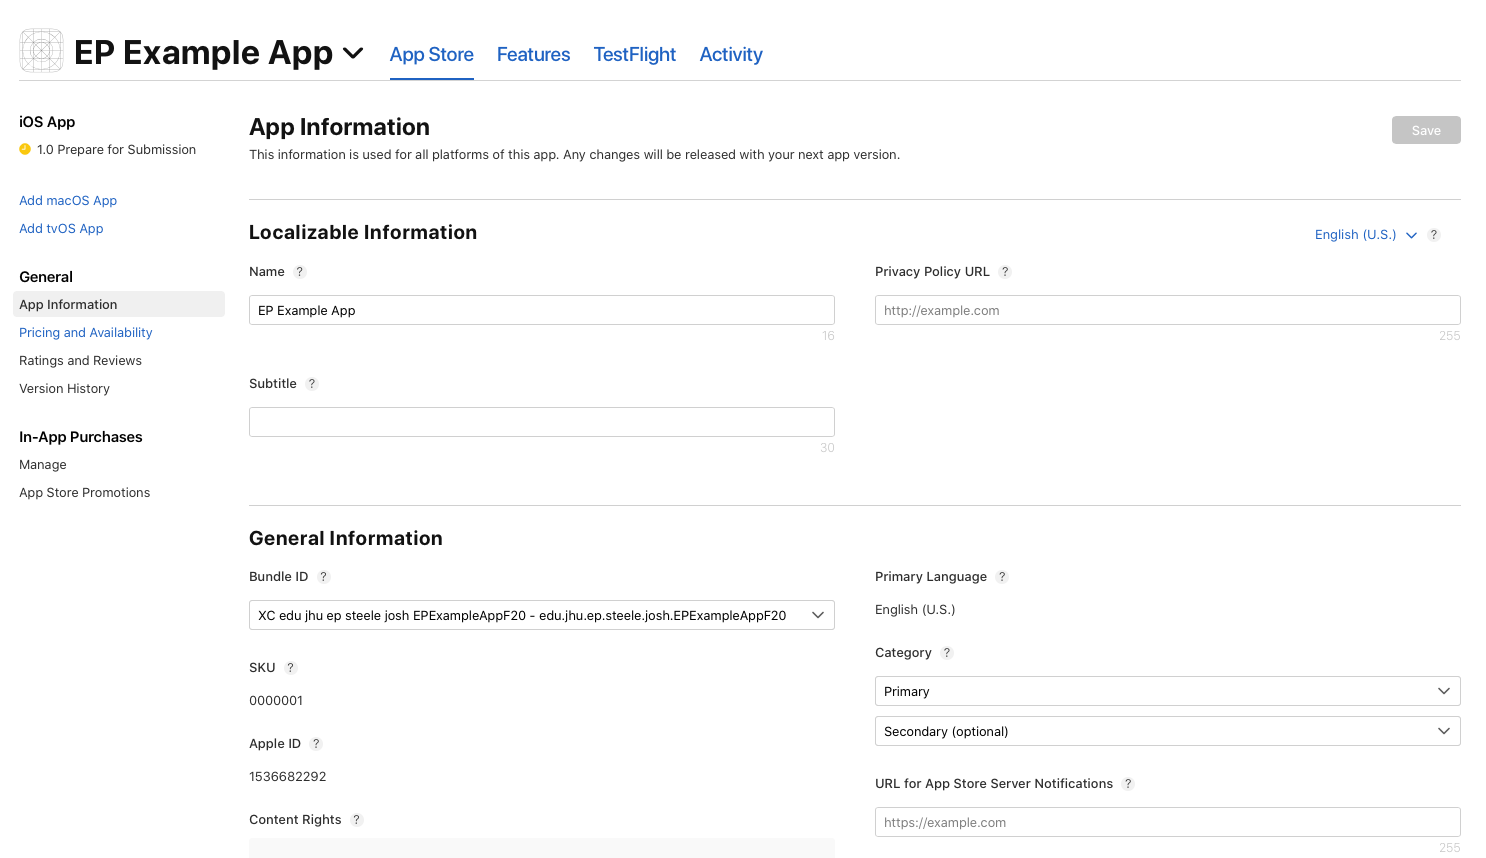 EP Example App
App Store Features TestFlight Activity
iOS App
1.0 Prepare for Submission
Add macOS App
Add tvOS App
General
App Information
Pricing and Availability
Ratings and Reviews
Version History
In-App Purchases
Manage
App Store Promotions
App Information
Save
This information is used for all platforms of this app. Any changes will be released with your next app version.
Localizable Information
English (U.S.) ?
Name ?
EP Example App
16
Privacy Policy URL ?
http://example.com
255
Subtitle ?
30
General Information
Bundle ID ?
XC edu jhu ep steele josh EPExampleAppF20 - edu.jhu.ep.steele.josh.EPExampleAppF20
SKU ?
0000001
Apple ID ?
1536682292
Content Rights ?
Primary Language ?
English (U.S.)
Category ?
Primary
Secondary (optional)
URL for App Store Server Notifications ?
https://example.com
255